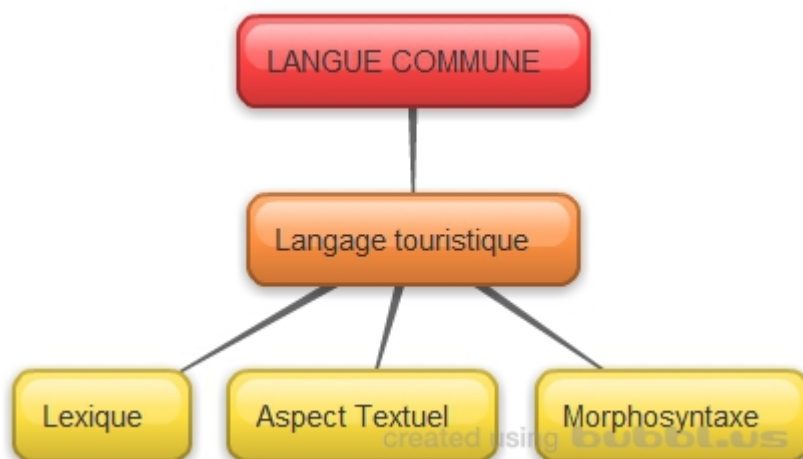 LANGUE COMMUNE
Langage touristique
Lexique
Aspect Textuel
Morphosyntaxe
created using bubbl.us